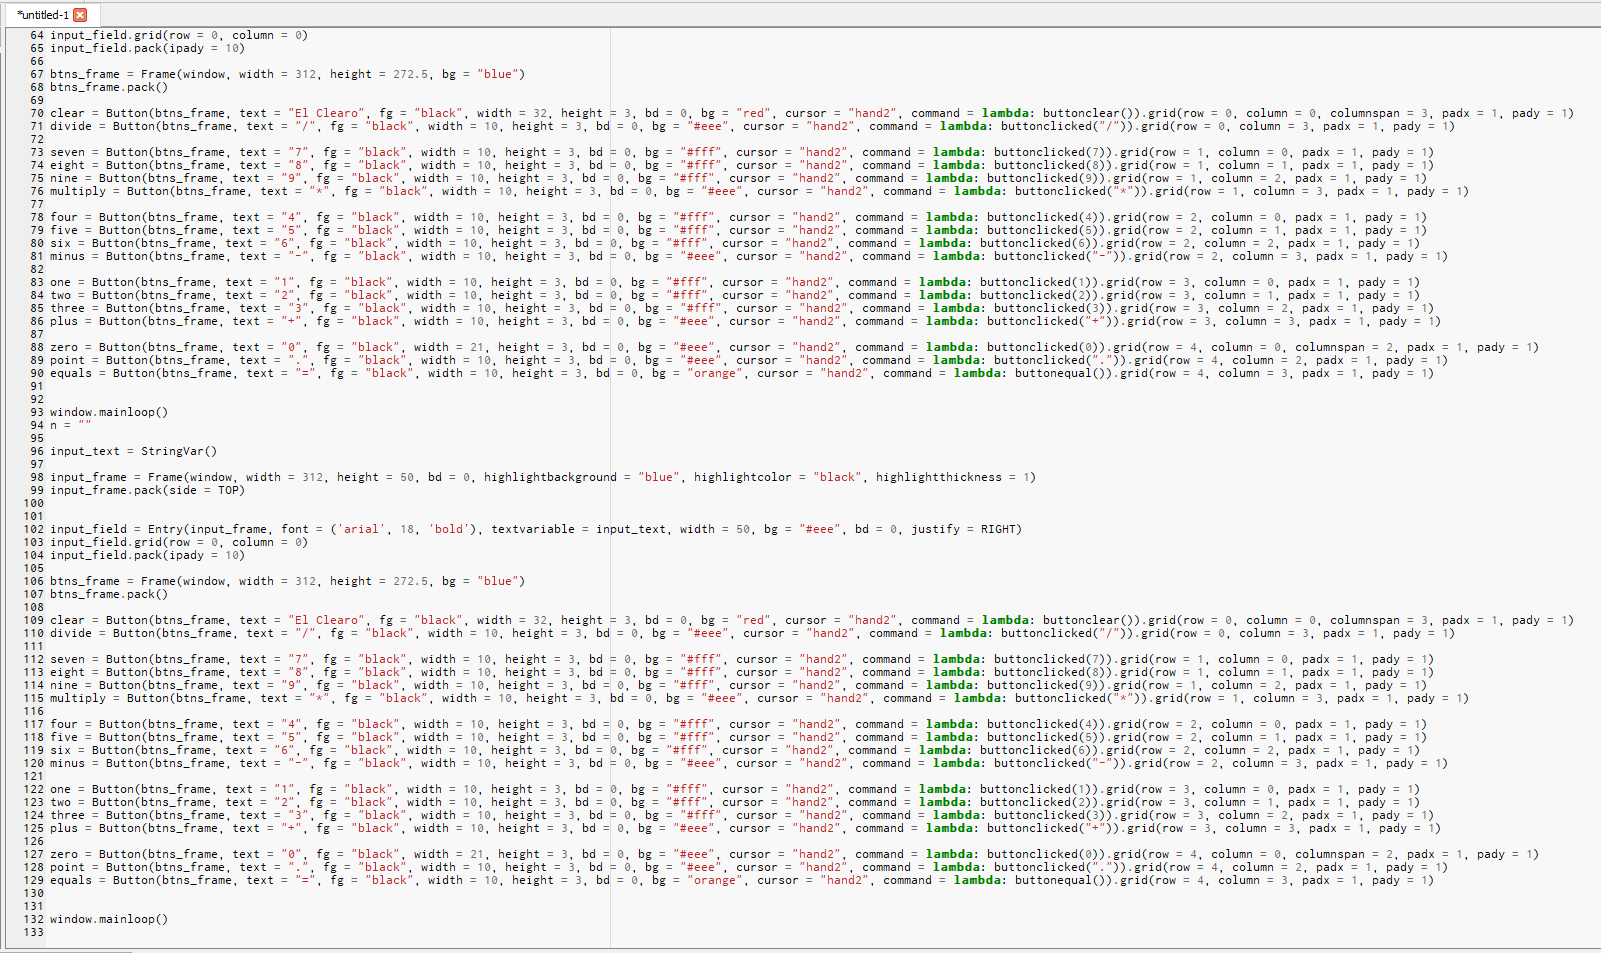 *untitled-1
64 input_field.grid(row = 0, column = 0)
65 input_field.pack(ipady = 10)
66
67 btns_frame = Frame(window, width = 312, height = 272.5, bg = "blue")
68 btns_frame.pack()
69
70 clear = Button(btns_frame, text = "El Clearo", fg = "black", width = 32, height = 3, bd = 0, bg = "red", cursor = "hand2", command = lambda: buttonclear()).grid(row = 0, column = 0, columnspan = 3, padx = 1, pady = 1)
71 divide = Button(btns_frame, text = "/", fg = "black", width = 10, height = 3, bd = 0, bg = "#eee", cursor = "hand2", command = lambda: buttonclicked("/")).grid(row = 0, column = 3, padx = 1, pady = 1)
72
73 seven = Button(btns_frame, text = "7", fg = "black", width = 10, height = 3, bd = 0, bg = "#fff", cursor = "hand2", command = lambda: buttonclicked(7)).grid(row = 1, column = 0, padx = 1, pady = 1)
74 eight = Button(btns_frame, text = "8", fg = "black", width = 10, height = 3, bd = 0, bg = "#fff", cursor = "hand2", command = lambda: buttonclicked(8)).grid(row = 1, column = 1, padx = 1, pady = 1)
75 nine = Button(btns_frame, text = "9", fg = "black", width = 10, height = 3, bd = 0, bg = "#fff", cursor = "hand2", command = lambda: buttonclicked(9)).grid(row = 1, column = 2, padx = 1, pady = 1)
76 multiply = Button(btns_frame, text = "*", fg = "black", width = 10, height = 3, bd = 0, bg = "#eee", cursor = "hand2", command = lambda: buttonclicked("*")).grid(row = 1, column = 3, padx = 1, pady = 1)
77
78 four = Button(btns_frame, text = "4", fg = "black", width = 10, height = 3, bd = 0, bg = "#fff", cursor = "hand2", command = lambda: buttonclicked(4)).grid(row = 2, column = 0, padx = 1, pady = 1)
79 five = Button(btns_frame, text = "5", fg = "black", width = 10, height = 3, bd = 0, bg = "#fff", cursor = "hand2", command = lambda: buttonclicked(5)).grid(row = 2, column = 1, padx = 1, pady = 1)
80 six = Button(btns_frame, text = "6", fg = "black", width = 10, height = 3, bd = 0, bg = "#fff", cursor = "hand2", command = lambda: buttonclicked(6)).grid(row = 2, column = 2, padx = 1, pady = 1)
81 minus = Button(btns_frame, text = "-", fg = "black", width = 10, height = 3, bd = 0, bg = "#eee", cursor = "hand2", command = lambda: buttonclicked("-")).grid(row = 2, column = 3, padx = 1, pady = 1)
82
83 one = Button(btns_frame, text = "1", fg = "black", width = 10, height = 3, bd = 0, bg = "#fff", cursor = "hand2", command = lambda: buttonclicked(1)).grid(row = 3, column = 0, padx = 1, pady = 1)
84 two = Button(btns_frame, text = "2", fg = "black", width = 10, height = 3, bd = 0, bg = "#fff", cursor = "hand2", command = lambda: buttonclicked(2)).grid(row = 3, column = 1, padx = 1, pady = 1)
85 three = Button(btns_frame, text = "3", fg = "black", width = 10, height = 3, bd = 0, bg = "#fff", cursor = "hand2", command = lambda: buttonclicked(3)).grid(row = 3, column = 2, padx = 1, pady = 1)
86 plus = Button(btns_frame, text = "+", fg = "black", width = 10, height = 3, bd = 0, bg = "#eee", cursor = "hand2", command = lambda: buttonclicked("+")).grid(row = 3, column = 3, padx = 1, pady = 1)
87
88 zero = Button(btns_frame, text = "0", fg = "black", width = 21, height = 3, bd = 0, bg = "#eee", cursor = "hand2", command = lambda: buttonclicked(0)).grid(row = 4, column = 0, columnspan = 2, padx = 1, pady = 1)
89 point = Button(btns_frame, text = ".", fg = "black", width = 10, height = 3, bd = 0, bg = "#eee", cursor = "hand2", command = lambda: buttonclicked(".")).grid(row = 4, column = 2, padx = 1, pady = 1)
90 equals = Button(btns_frame, text = "=", fg = "black", width = 10, height = 3, bd = 0, bg = "orange", cursor = "hand2", command = lambda: buttonequal()).grid(row = 4, column = 3, padx = 1, pady = 1)
91
92
93 window.mainloop()
94 n = ""
95
96 input_text = StringVar()
97
98 input_frame = Frame(window, width = 312, height = 50, bd = 0, highlightbackground = "blue", highlightcolor = "black", highlightthickness = 1)
99 input_frame.pack(side = TOP)
100
101
102 input_field = Entry(input_frame, font = ('arial', 18, 'bold'), textvariable = input_text, width = 50, bg = "#eee", bd = 0, justify = RIGHT)
103 input_field.grid(row = 0, column = 0)
104 input_field.pack(ipady = 10)
105
106 btns_frame = Frame(window, width = 312, height = 272.5, bg = "blue")
107 btns_frame.pack()
108
109 clear = Button(btns_frame, text = "El Clearo", fg = "black", width = 32, height = 3, bd = 0, bg = "red", cursor = "hand2", command = lambda: buttonclear()).grid(row = 0, column = 0, columnspan = 3, padx = 1, pady = 1)
110 divide = Button(btns_frame, text = "/", fg = "black", width = 10, height = 3, bd = 0, bg = "#eee", cursor = "hand2", command = lambda: buttonclicked("/")).grid(row = 0, column = 3, padx = 1, pady = 1)
111
112 seven = Button(btns_frame, text = "7", fg = "black", width = 10, height = 3, bd = 0, bg = "#fff", cursor = "hand2", command = lambda: buttonclicked(7)).grid(row = 1, column = 0, padx = 1, pady = 1)
113 eight = Button(btns_frame, text = "8", fg = "black", width = 10, height = 3, bd = 0, bg = "#fff", cursor = "hand2", command = lambda: buttonclicked(8)).grid(row = 1, column = 1, padx = 1, pady = 1)
114 nine = Button(btns_frame, text = "9", fg = "black", width = 10, height = 3, bd = 0, bg = "#fff", cursor = "hand2", command = lambda: buttonclicked(9)).grid(row = 1, column = 2, padx = 1, pady = 1)
115 multiply = Button(btns_frame, text = "*", fg = "black", width = 10, height = 3, bd = 0, bg = "#eee", cursor = "hand2", command = lambda: buttonclicked("*")).grid(row = 1, column = 3, padx = 1, pady = 1)
116
117 four = Button(btns_frame, text = "4", fg = "black", width = 10, height = 3, bd = 0, bg = "#fff", cursor = "hand2", command = lambda: buttonclicked(4)).grid(row = 2, column = 0, padx = 1, pady = 1)
118 five = Button(btns_frame, text = "5", fg = "black", width = 10, height = 3, bd = 0, bg = "#fff", cursor = "hand2", command = lambda: buttonclicked(5)).grid(row = 2, column = 1, padx = 1, pady = 1)
119 six = Button(btns_frame, text = "6", fg = "black", width = 10, height = 3, bd = 0, bg = "#fff", cursor = "hand2", command = lambda: buttonclicked(6)).grid(row = 2, column = 2, padx = 1, pady = 1)
120 minus = Button(btns_frame, text = "-", fg = "black", width = 10, height = 3, bd = 0, bg = "#eee", cursor = "hand2", command = lambda: buttonclicked("-")).grid(row = 2, column = 3, padx = 1, pady = 1)
121
122 one = Button(btns_frame, text = "1", fg = "black", width = 10, height = 3, bd = 0, bg = "#fff", cursor = "hand2", command = lambda: buttonclicked(1)).grid(row = 3, column = 0, padx = 1, pady = 1)
123 two = Button(btns_frame, text = "2", fg = "black", width = 10, height = 3, bd = 0, bg = "#fff", cursor = "hand2", command = lambda: buttonclicked(2)).grid(row = 3, column = 1, padx = 1, pady = 1)
124 three = Button(btns_frame, text = "3", fg = "black", width = 10, height = 3, bd = 0, bg = "#fff", cursor = "hand2", command = lambda: buttonclicked(3)).grid(row = 3, column = 2, padx = 1, pady = 1)
125 plus = Button(btns_frame, text = "+", fg = "black", width = 10, height = 3, bd = 0, bg = "#eee", cursor = "hand2", command = lambda: buttonclicked("+")).grid(row = 3, column = 3, padx = 1, pady = 1)
126
127 zero = Button(btns_frame, text = "0", fg = "black", width = 21, height = 3, bd = 0, bg = "#eee", cursor = "hand2", command = lambda: buttonclicked(0)).grid(row = 4, column = 0, columnspan = 2, padx = 1, pady = 1)
128 point = Button(btns_frame, text = ".", fg = "black", width = 10, height = 3, bd = 0, bg = "#eee", cursor = "hand2", command = lambda: buttonclicked(".")).grid(row = 4, column = 2, padx = 1, pady = 1)
129 equals = Button(btns_frame, text = "=", fg = "black", width = 10, height = 3, bd = 0, bg = "orange", cursor = "hand2", command = lambda: buttonequal()).grid(row = 4, column = 3, padx = 1, pady = 1)
130
131
132 window.mainloop()
133